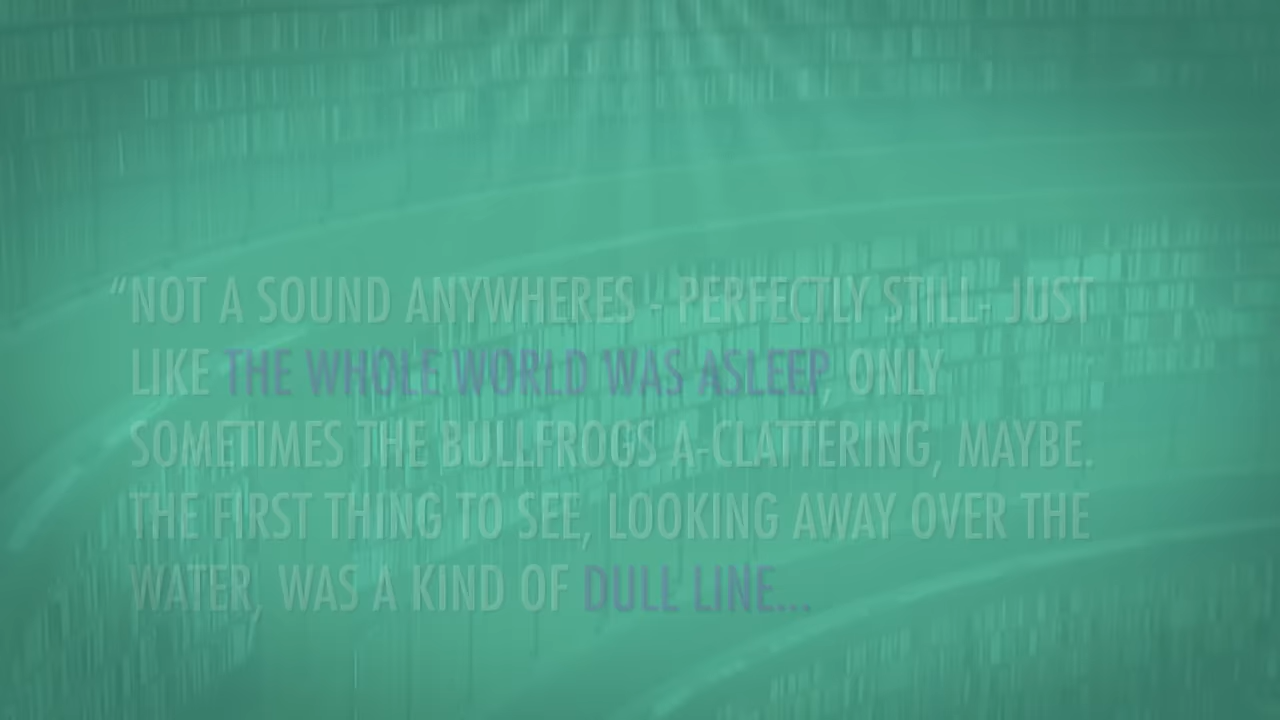 “NOT A SOUND ANYWHERES - PERFECTLY STILL- JUST
LIKE THE WHOLE WORLD WAS ASLEEP, ONLY
SOMETIMES THE BULLFROGS A-CLATTERING, MAYBE.
THE FIRST THING TO SEE, LOOKING AWAY OVER THE
WATER, WAS A KIND OF DULL LINE...